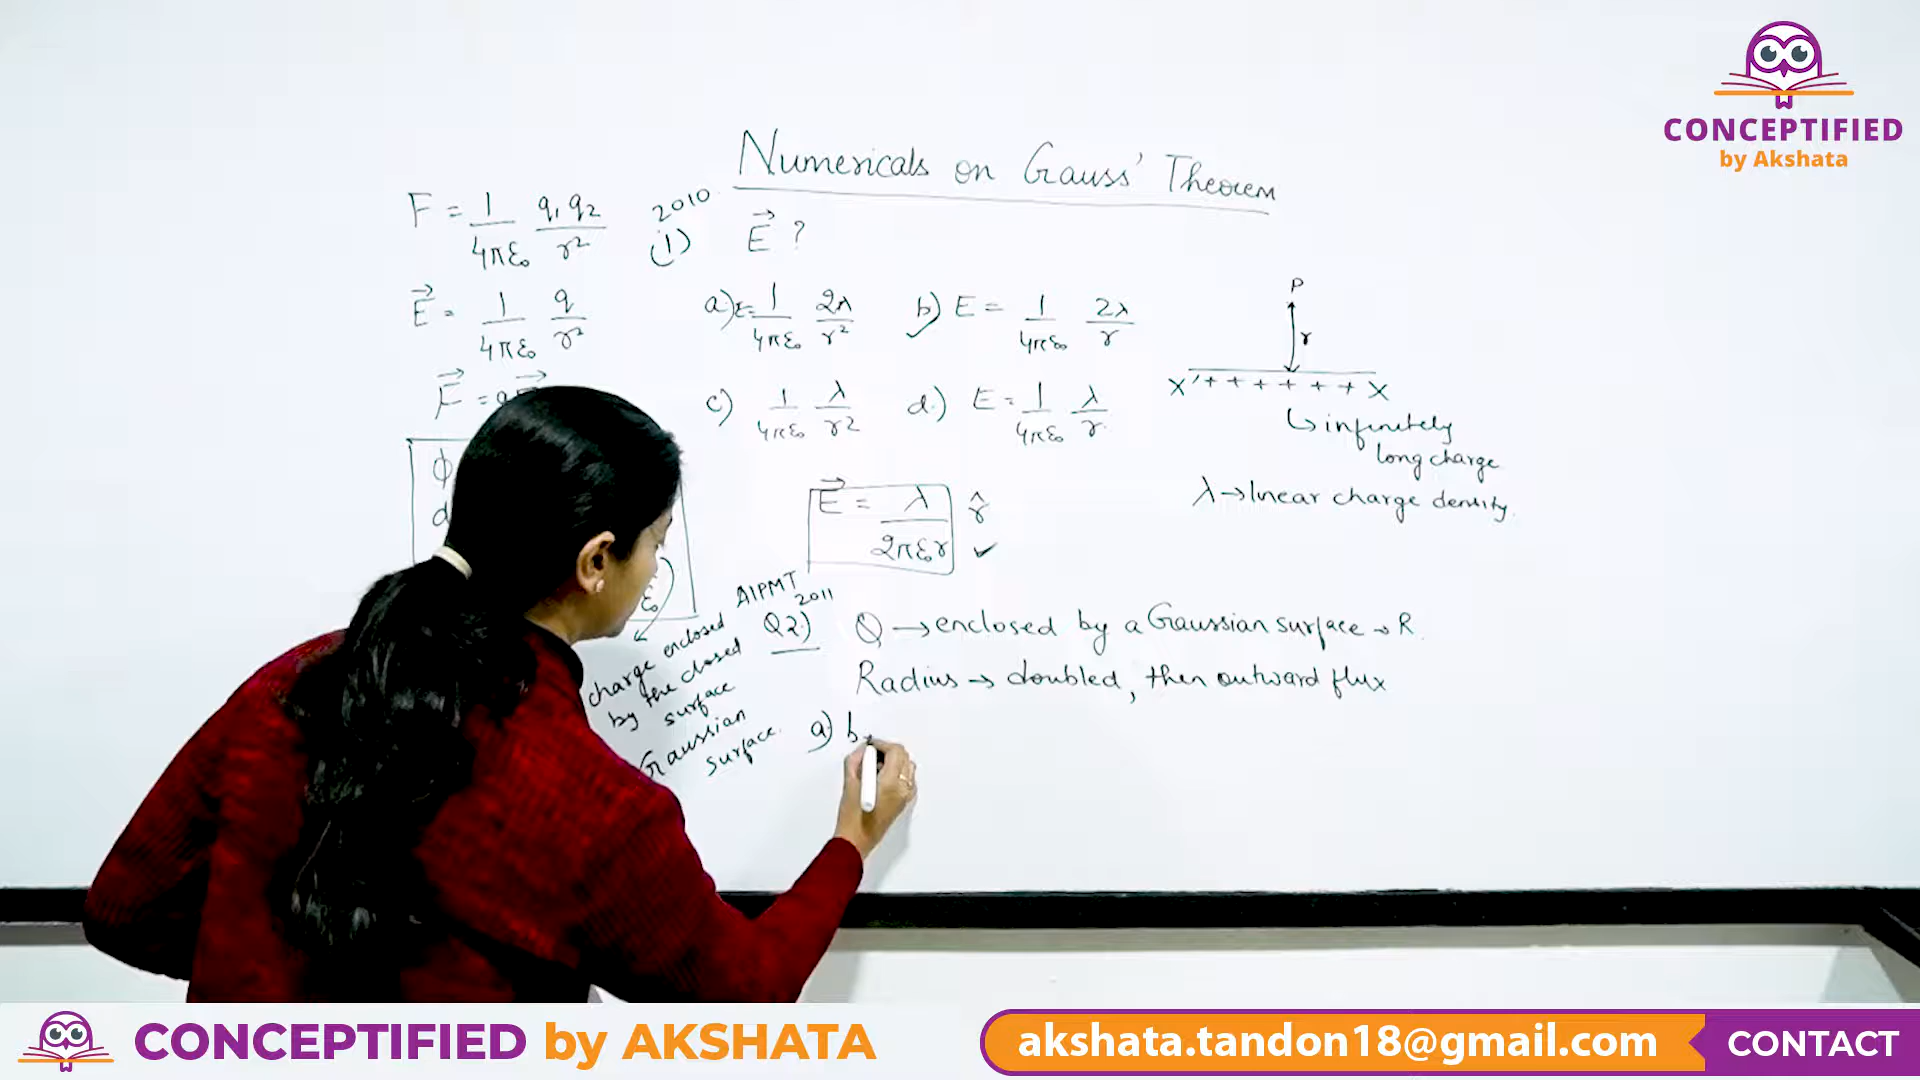 CONCEPTIFIED
by Akshata
Numericals on Gauss' Theorem
F = 1/4πε₀ q₁q₂/r²
2010
(1) E⃗ ?
E⃗ = 1/4πε₀ q/r²
a) E = 1/4πε₀ 2λ/r² b) E = 1/4πε₀ 2λ/r
P
r
X' + + + + + + + X
F⃗ = q
c) 1/4πε₀ λ/r² d.) E = 1/4πε₀ λ/r
↳ infinitely
long charge
λ → linear charge density.
ϕ
E⃗ = λ/2πε₀r r̂ ✓
ε₀
charge enclosed
by the closed
surface
Gaussian
surface.
AIPMT
2011
Q2.) Q → enclosed by a Gaussian surface → R.
Radius → doubled, then outward flux
a)
CONCEPTIFIED by AKSHATA
akshata.tandon18@gmail.com
CONTACT